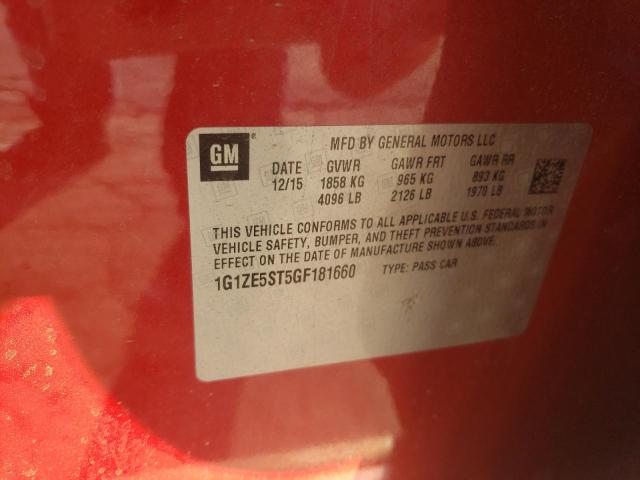 GM
MFD BY GENERAL MOTORS LLC
DATE GVWR GAWR FRT GAWR RR
12/15 1858 KG 965 KG 893 KG
4096 LB 2126 LB 1970 LB
THIS VEHICLE CONFORMS TO ALL APPLICABLE U.S. FEDERAL MOTOR
VEHICLE SAFETY, BUMPER, AND THEFT PREVENTION STANDARDS IN
EFFECT ON THE DATE OF MANUFACTURE SHOWN ABOVE.
1G1ZE5ST5GF181660 TYPE: PASS CAR